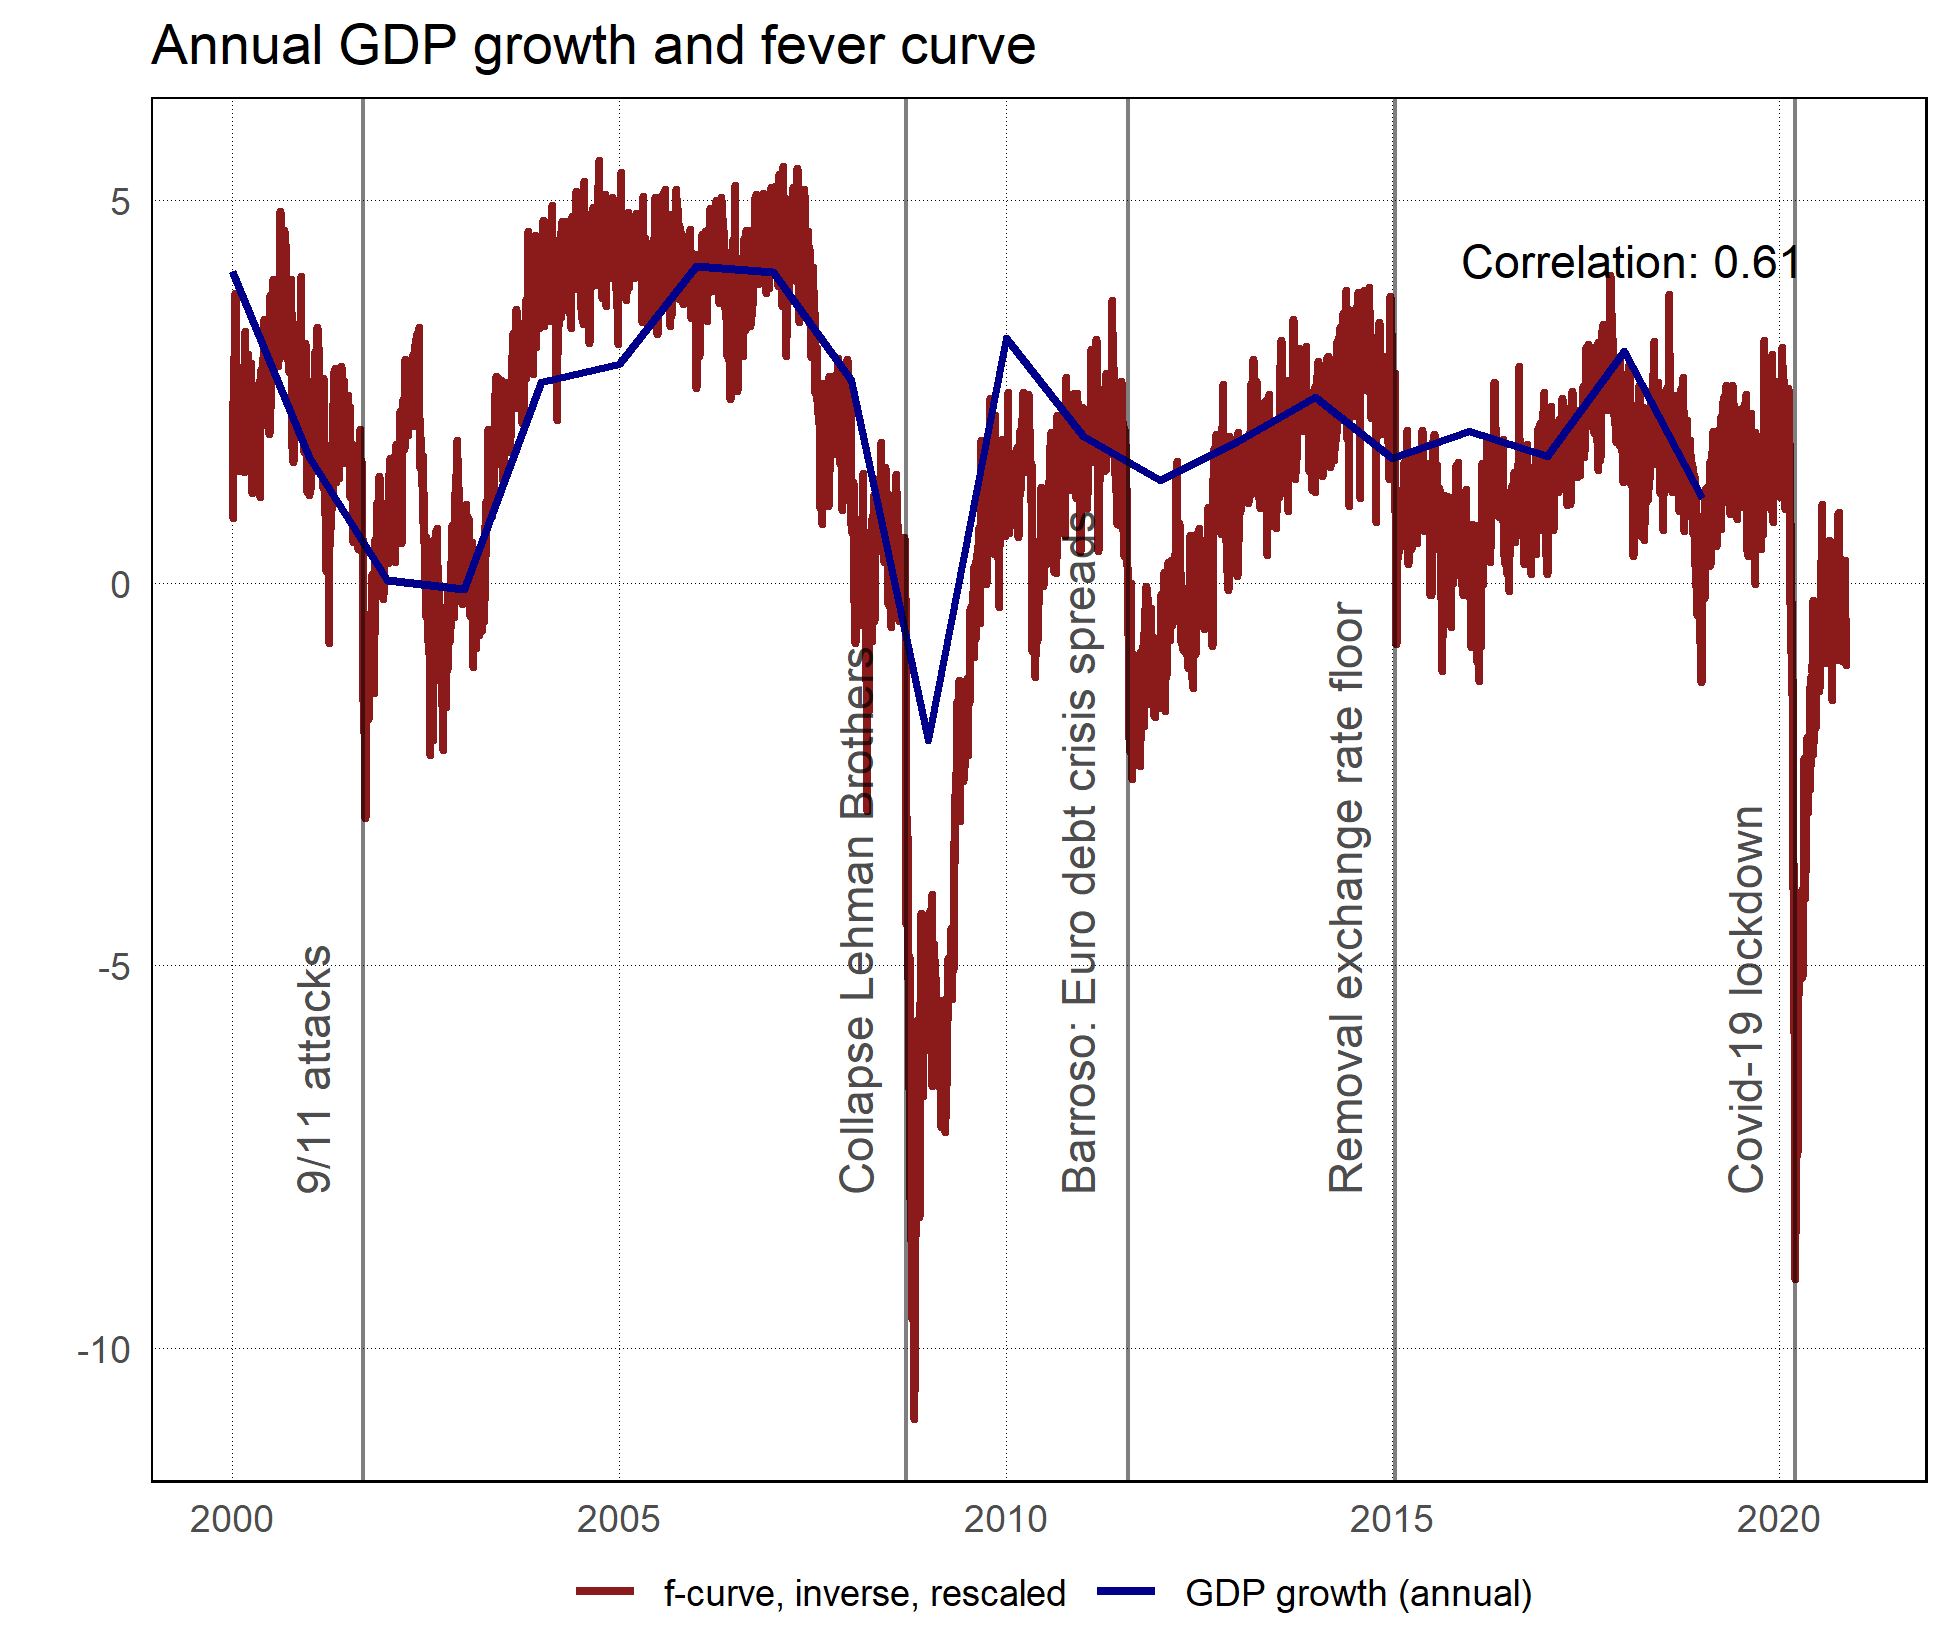 Annual GDP growth and fever curve
5
0
-5
-10
Correlation: 0.61
9/11 attacks
Collapse Lehman Brothers
Barroso: Euro debt crisis spreads
Removal exchange rate floor
Covid-19 lockdown
2000 2005 2010 2015 2020
f-curve, inverse, rescaled GDP growth (annual)